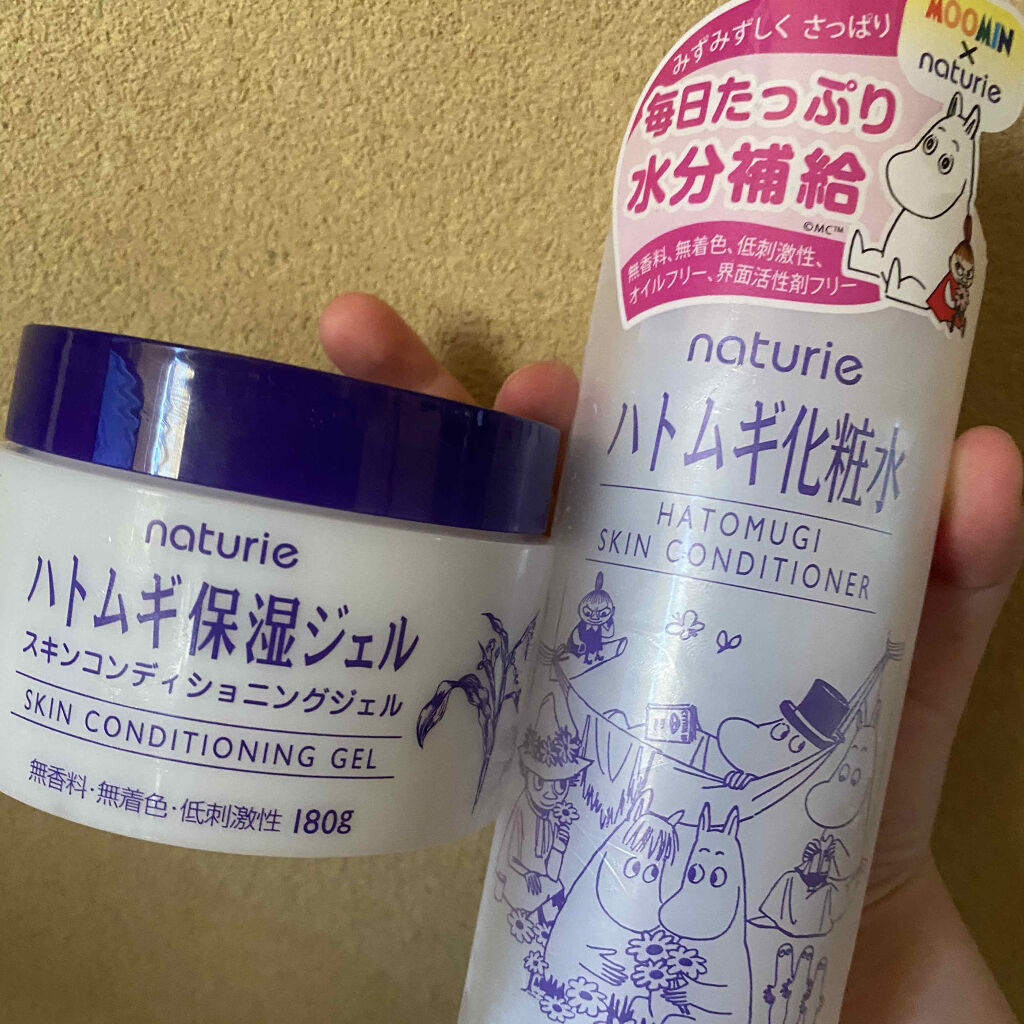 naturie
ハトムギ保湿ジェル
スキンコンディショニングジェル
SKIN CONDITIONING GEL
無香料・無着色・低刺激性 180g
MOOMIN
×
naturie
みずみずしく さっぱり
毎日たっぷり
水分補給
©MC™
無香料、無着色、低刺激性、
オイルフリー、界面活性剤フリー
naturie
ハトムギ化粧水
HATOMUGI
SKIN CONDITIONER